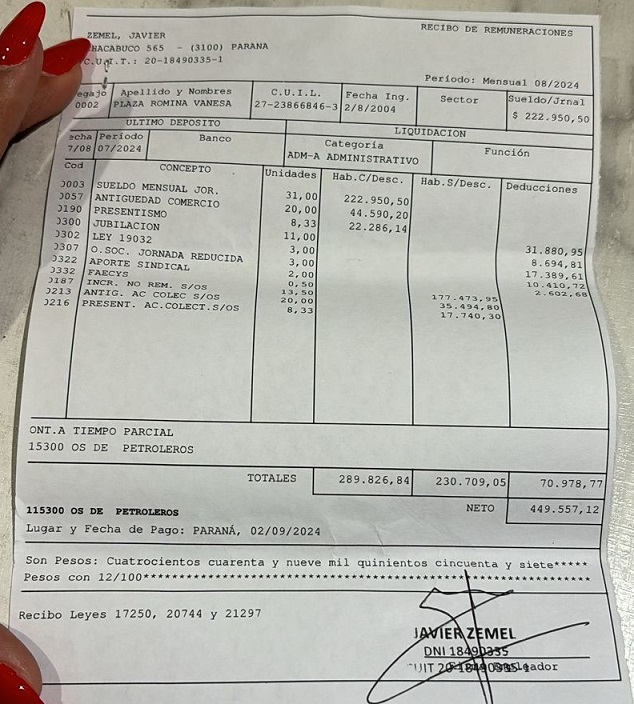 RECIBO DE REMUNERACIONES
ZEMEL, JAVIER
HACABUCO 565 - (3100) PARANA
C.U.I.T.: 20-18490335-1
Período: Mensual 08/2024
egajo Apellido y Nombres C.U.I.L. Fecha Ing. Sector Sueldo/Jrnal
0002 PLAZA ROMINA VANESA 27-23866846-3 2/8/2004 $ 222.950,50
ULTIMO DEPOSITO LIQUIDACION
echa Período Banco Categoría Función
7/08 07/2024 ADM-A ADMINISTRATIVO
Cod CONCEPTO Unidades Hab.C/Desc. Hab.S/Desc. Deducciones
0003 SUELDO MENSUAL JOR. 31,00 222.950,50
0057 ANTIGUEDAD COMERCIO 20,00 44.590,20
0190 PRESENTISMO 8,33 22.286,14
0300 JUBILACION 11,00 31.880,95
0302 LEY 19032 3,00 8.694,81
0307 O.SOC. JORNADA REDUCIDA 3,00 17.389,61
0322 APORTE SINDICAL 2,00 10.410,72
0332 FAECYS 0,50 2.602,68
0187 INCR. NO REM. S/OS 13,50 177.473,95
0213 ANTIG. AC COLEC S/OS 20,00 35.494,80
0216 PRESENT. AC.COLECT.S/OS 8,33 17.740,30
ONT.A TIEMPO PARCIAL
15300 OS DE PETROLEROS
TOTALES 289.826,84 230.709,05 70.978,77
115300 OS DE PETROLEROS NETO 449.557,12
Lugar y Fecha de Pago: PARANÁ, 02/09/2024
Son Pesos: Cuatrocientos cuarenta y nueve mil quinientos cincuenta y siete*****
Pesos con 12/100*********************************************************
Recibo Leyes 17250, 20744 y 21297
JAVIER ZEMEL
DNI 18490335
CUIT 20-18490335-1